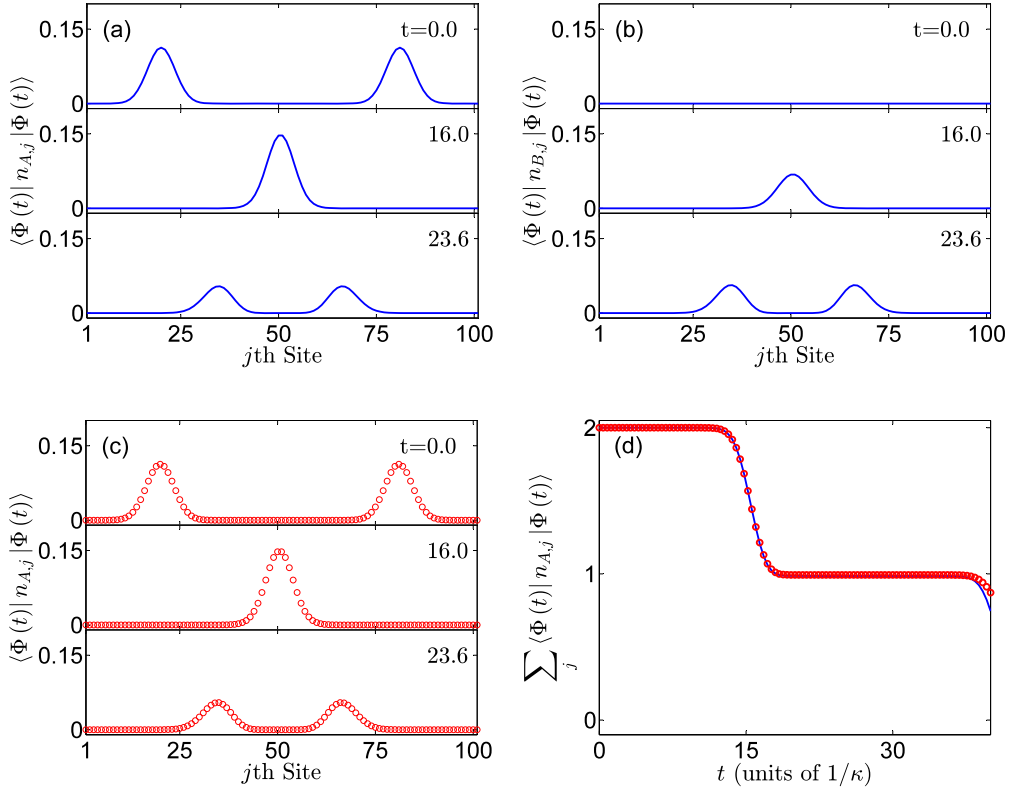 (a)
t=0.0
0.15
0
16.0
0.15
0
23.6
0.15
0
1 25 50 75 100
jth Site
⟨Φ (t)| n_{A,j} |Φ (t)⟩
(b)
t=0.0
0.15
0
16.0
0.15
0
23.6
0.15
0
1 25 50 75 100
jth Site
⟨Φ (t)| n_{B,j} |Φ (t)⟩
(c)
t=0.0
0.15
0
16.0
0.15
0
23.6
0.15
0
1 25 50 75 100
jth Site
⟨Φ (t)| n_{A,j} |Φ (t)⟩
(d)
2
1
0
0 15 30
t (units of 1/κ)
∑_j ⟨Φ (t)| n_{A,j} |Φ (t)⟩